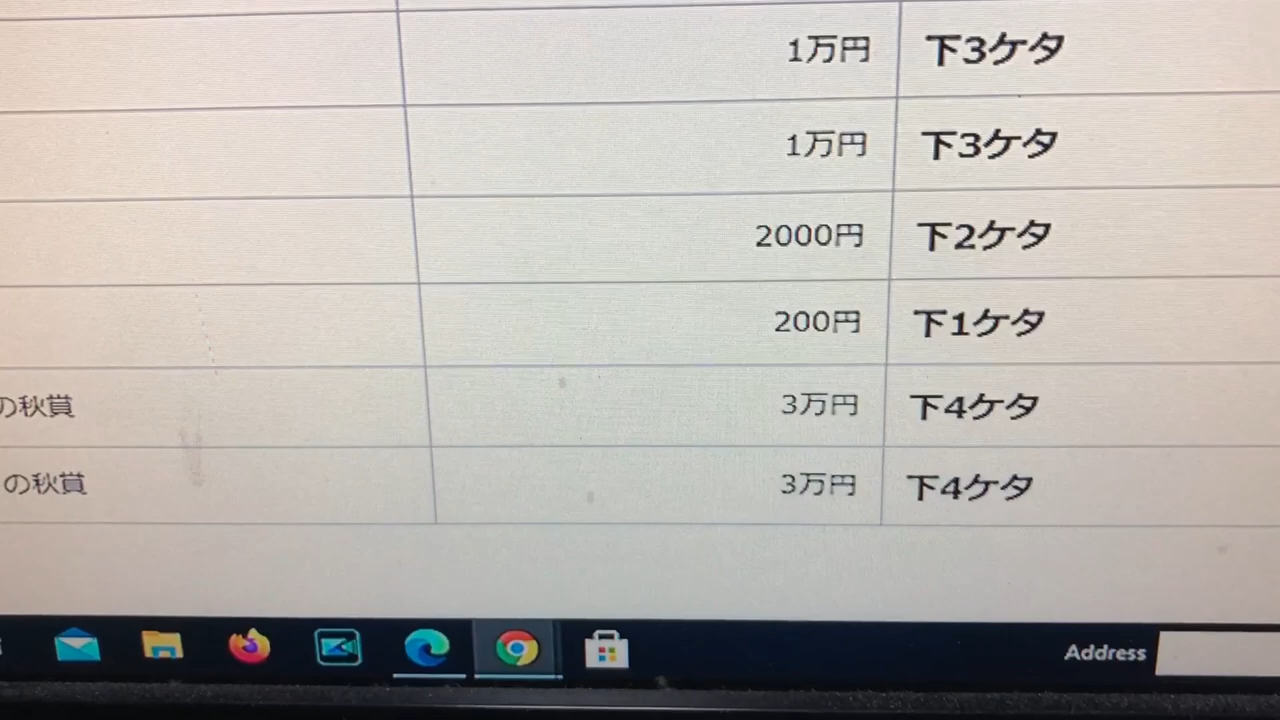 1万円 下3ケタ
1万円 下3ケタ
2000円 下2ケタ
200円 下1ケタ
の秋賞 3万円 下4ケタ
の秋賞 3万円 下4ケタ
Address